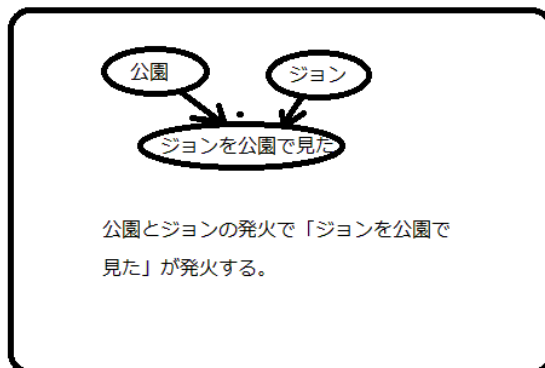 公園
ジョン
ジョンを公園で見た
公園とジョンの発火で「ジョンを公園で
見た」が発火する。